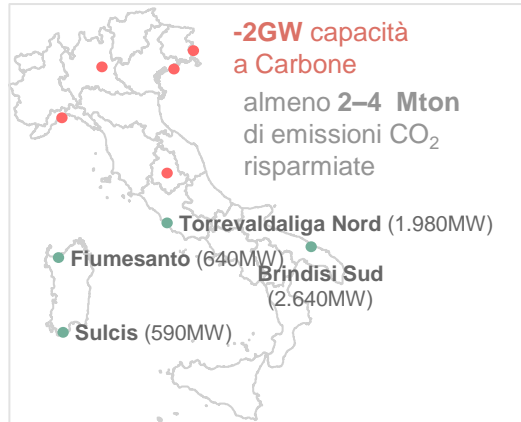 -2GW capacità
a Carbone
almeno 2–4 Mton
di emissioni CO₂
risparmiate
Torrevaldaliga Nord (1.980MW)
Fiumesanto (640MW)
Brindisi Sud
(2.640MW)
Sulcis (590MW)